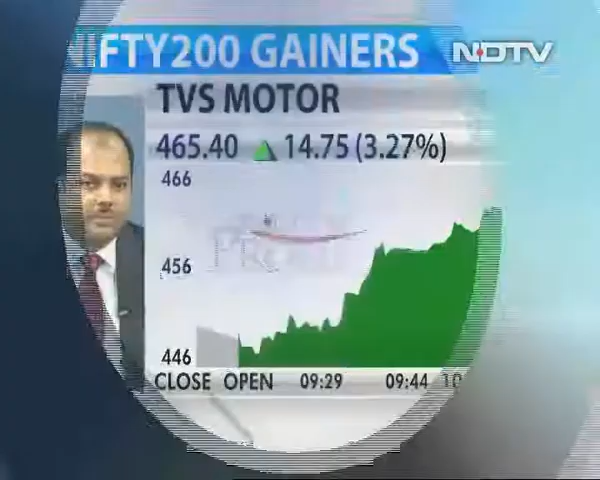 NIFTY200 GAINERS
NDTV
TVS MOTOR
465.40 ▲ 14.75 (3.27%)
466
456
446
CLOSE OPEN 09:29 09:44 10